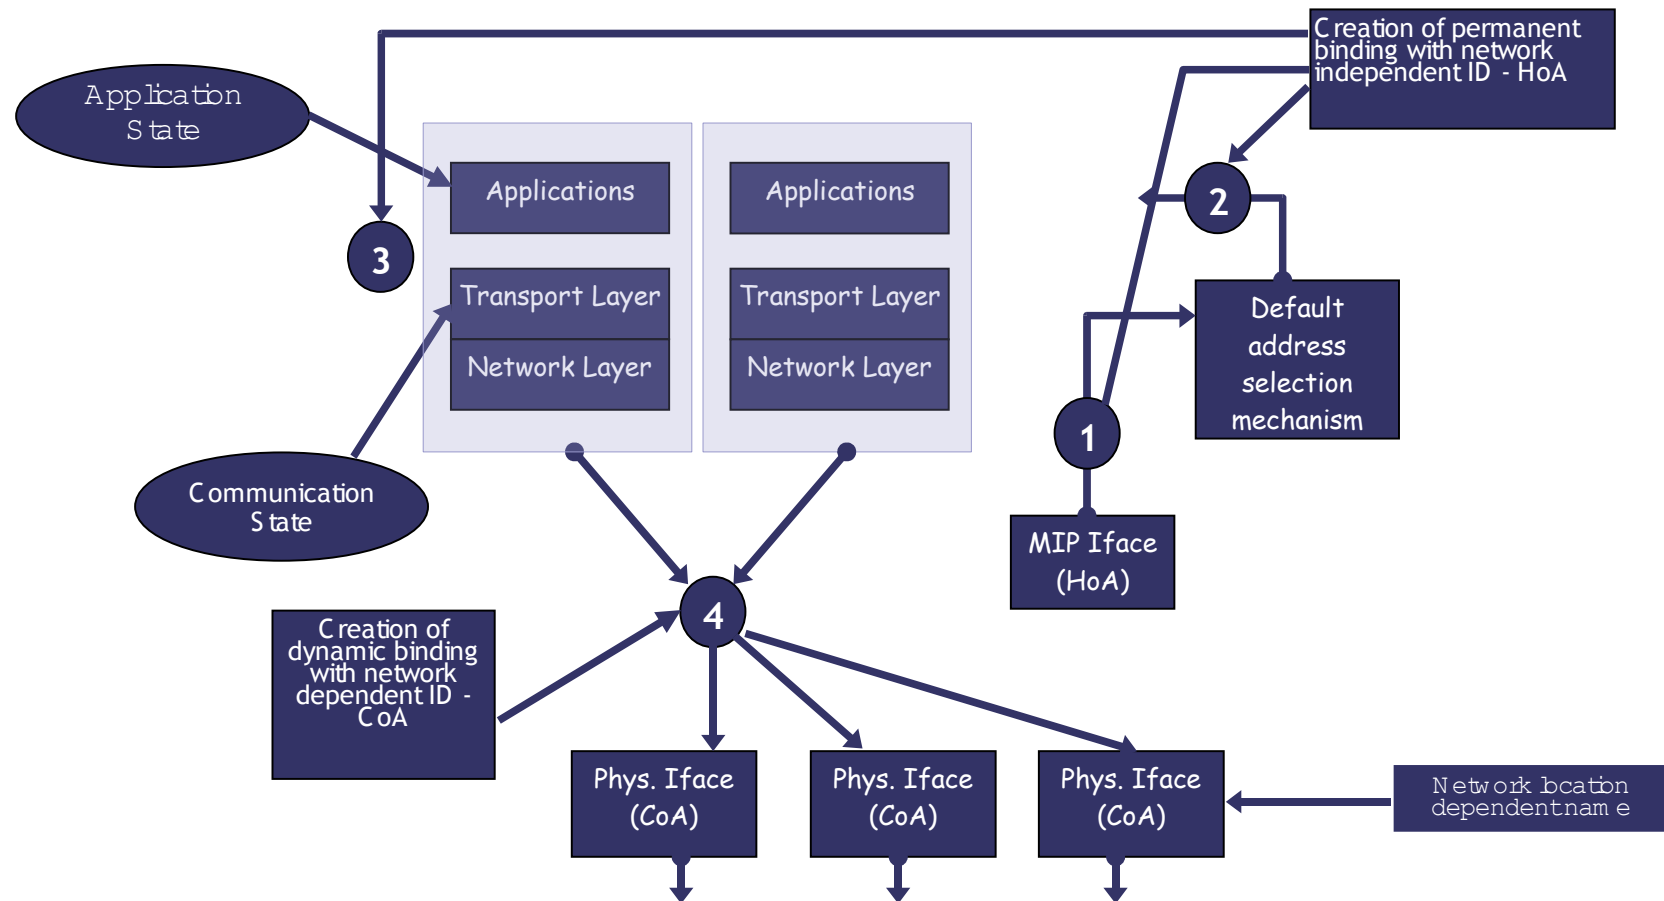 Creation of permanent
binding with network
independent ID - HoA
Application
State
Applications
Applications
2
3
Transport Layer
Transport Layer
Default
address
selection
mechanism
Network Layer
Network Layer
1
Communication
State
MIP Iface
(HoA)
4
Creation of
dynamic binding
with network
dependent ID -
CoA
Phys. Iface
(CoA)
Phys. Iface
(CoA)
Phys. Iface
(CoA)
Network location
dependent name